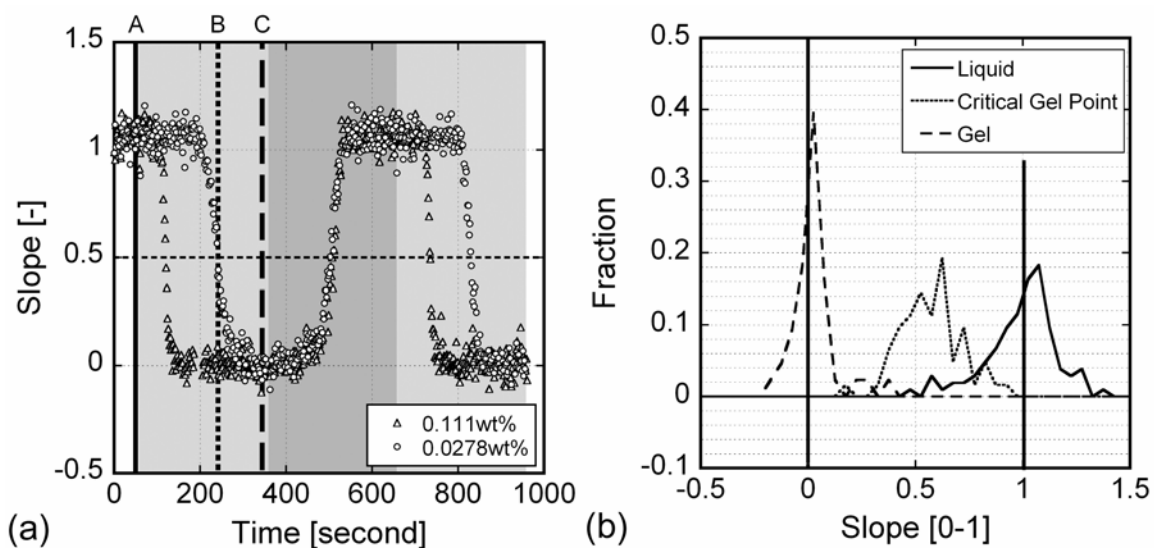 A B C
1.5
1
0.5
0
-0.5
Slope [-]
0 200 400 600 800 1000
Time [second]
0.111wt%
0.0278wt%
(a)
0.5
0.4
0.3
0.2
0.1
0
-0.1
Fraction
Liquid
Critical Gel Point
Gel
-0.5 0 0.5 1 1.5
Slope [0-1]
(b)